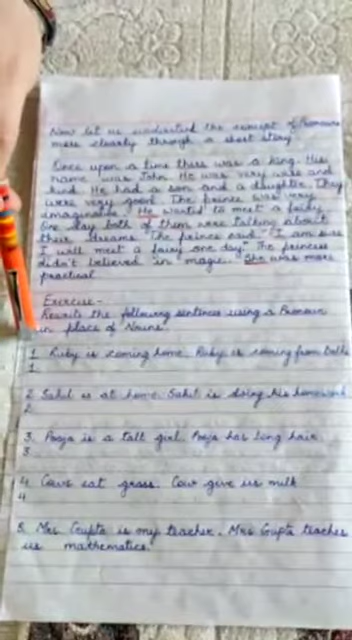 Now let us understand the concept of Pronouns
more clearly through a short story
Once upon a time there was a king. His
name was John. He was very wise and
kind. He had a son and a daughter. They
were very good. The prince was very
imaginative. He wanted to meet a fairy.
One day both of them were talking about
their dreams. The prince said "I am sure
I will meet a fairy one day". The princess
didn't believed in magic. She was more
practical.
Exercise-
Rewrite the following sentences using a Pronoun
in place of Nouns.
1. Ruby is coming home. Ruby is coming from
1.
2. Sahil is at home. Sahil is doing his homework
2.
3. Pooja is a tall girl. Pooja has long hair.
3
4. Cows eat grass. Cow give us milk
4
5. Mrs Gupta is my teacher. Mrs Gupta teaches
us mathematics.